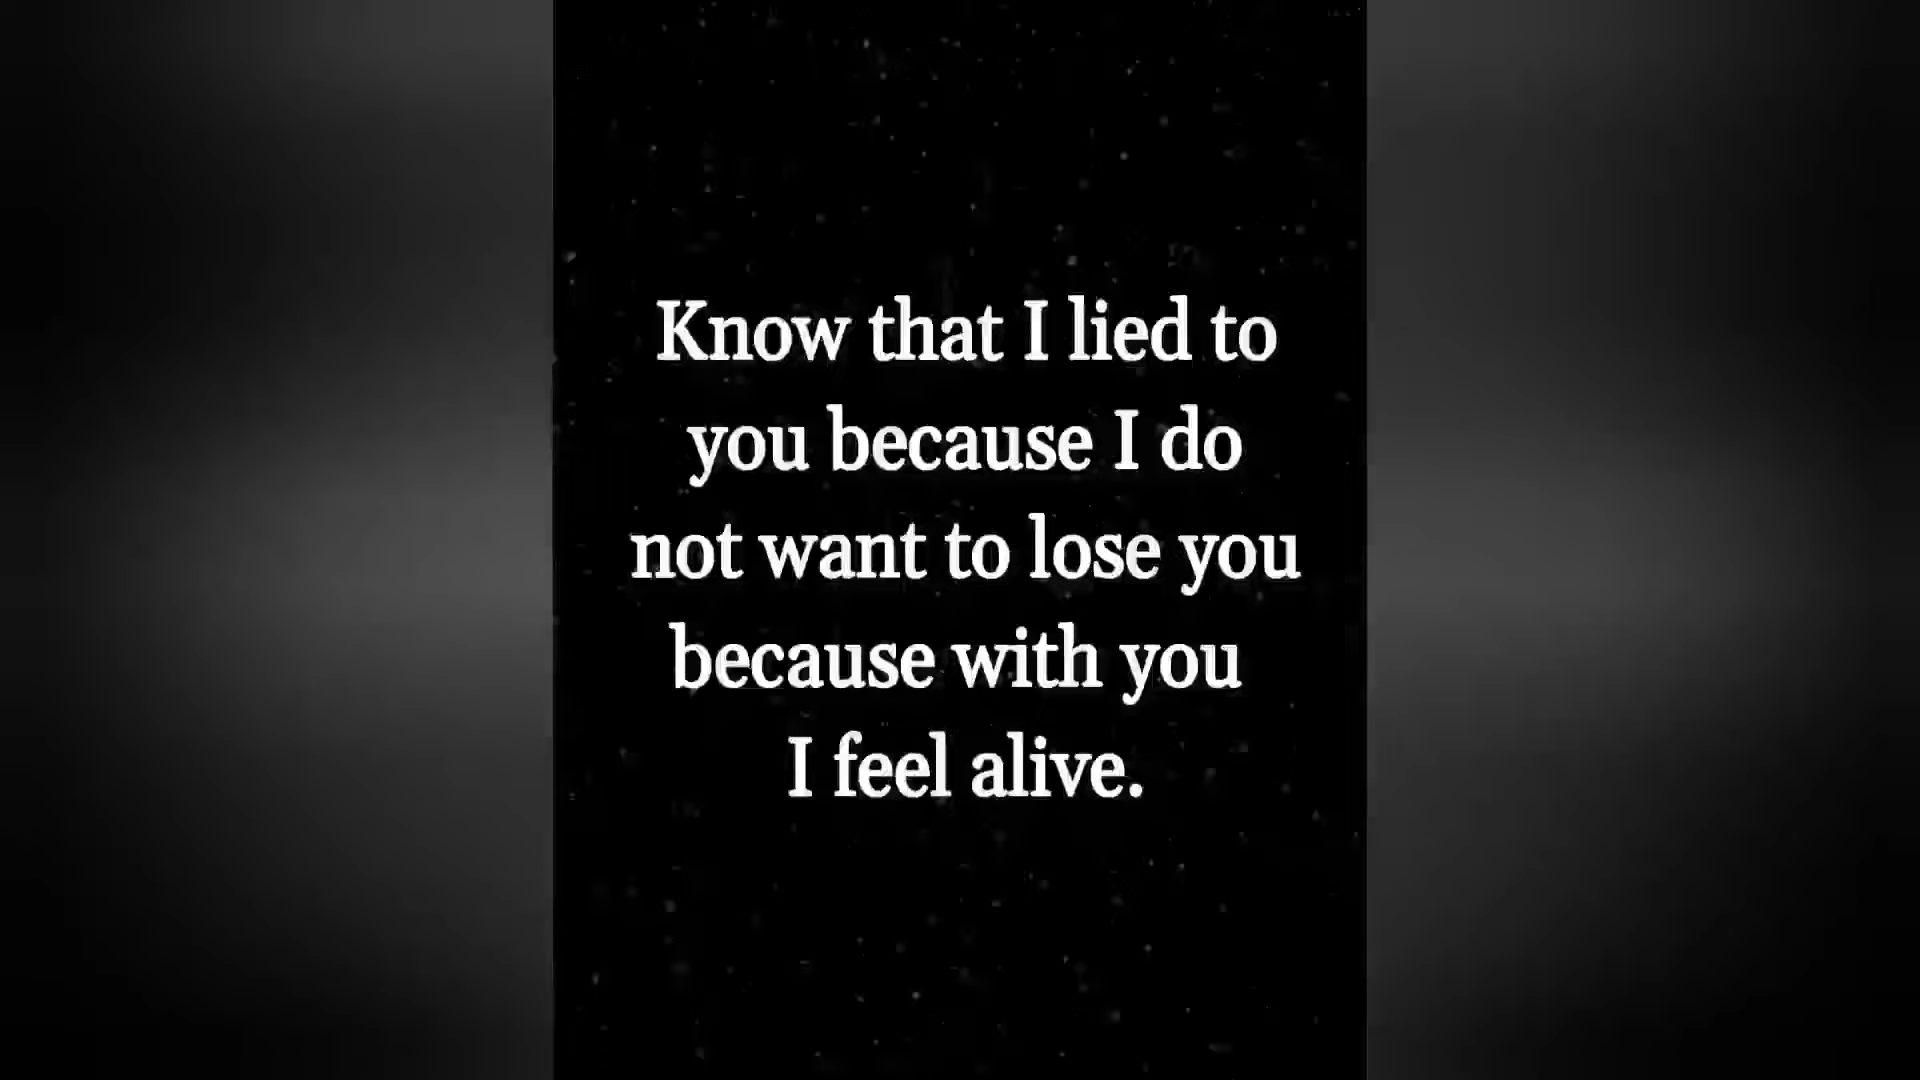 Know that I lied to
you because I do
not want to lose you
because with you
I feel alive.